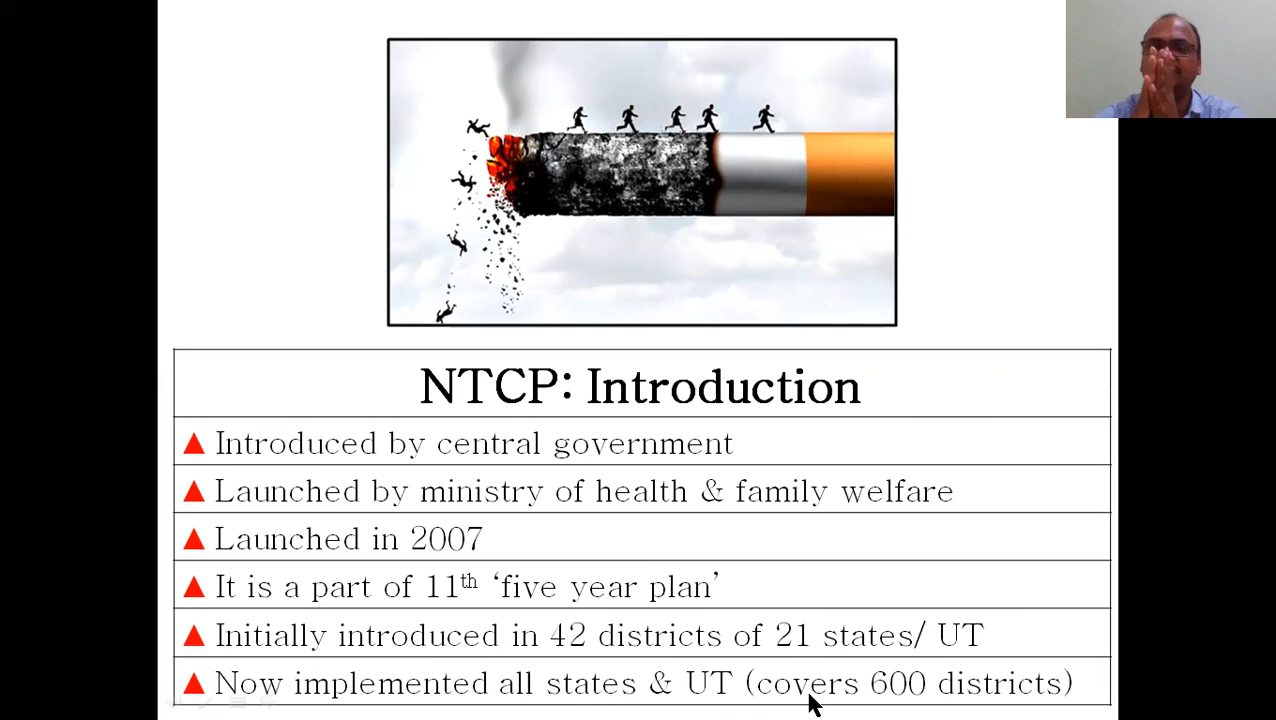 NTCP: Introduction
▲ Introduced by central government
▲ Launched by ministry of health & family welfare
▲ Launched in 2007
▲ It is a part of 11th ‘five year plan’
▲ Initially introduced in 42 districts of 21 states/ UT
▲ Now implemented all states & UT (covers 600 districts)